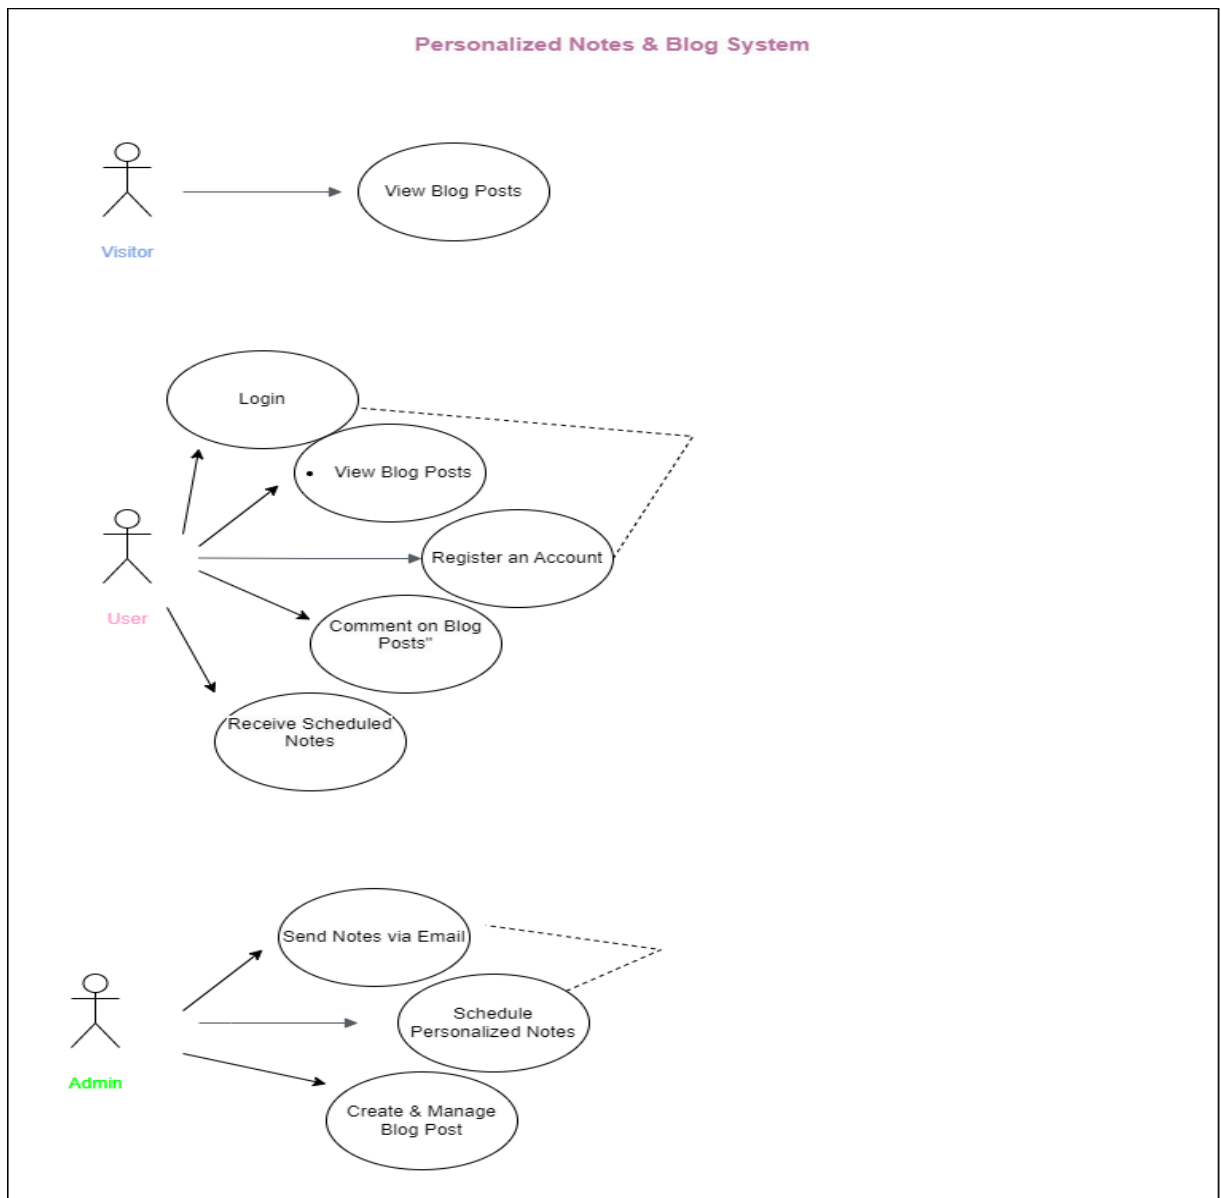 Personalized Notes & Blog System
View Blog Posts
Visitor
Login
• View Blog Posts
Register an Account
User
Comment on Blog
Posts"
Receive Scheduled
Notes
Send Notes via Email
Schedule
Personalized Notes
Admin
Create & Manage
Blog Post